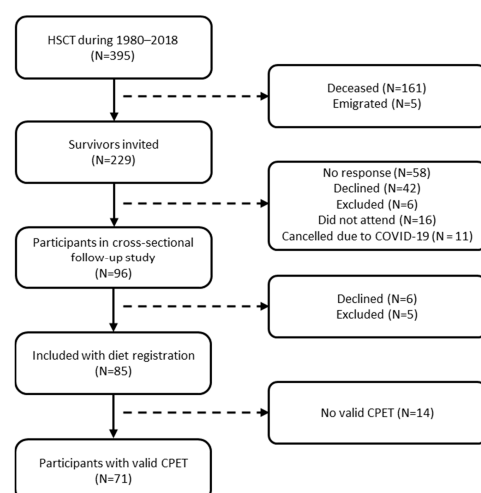 HSCT during 1980–2018
(N=395)
Deceased (N=161)
Emigrated (N=5)
Survivors invited
(N=229)
No response (N=58)
Declined (N=42)
Excluded (N=6)
Did not attend (N=16)
Cancelled due to COVID-19 (N = 11)
Participants in cross-sectional
follow-up study
(N=96)
Declined (N=6)
Excluded (N=5)
Included with diet registration
(N=85)
No valid CPET (N=14)
Participants with valid CPET
(N=71)